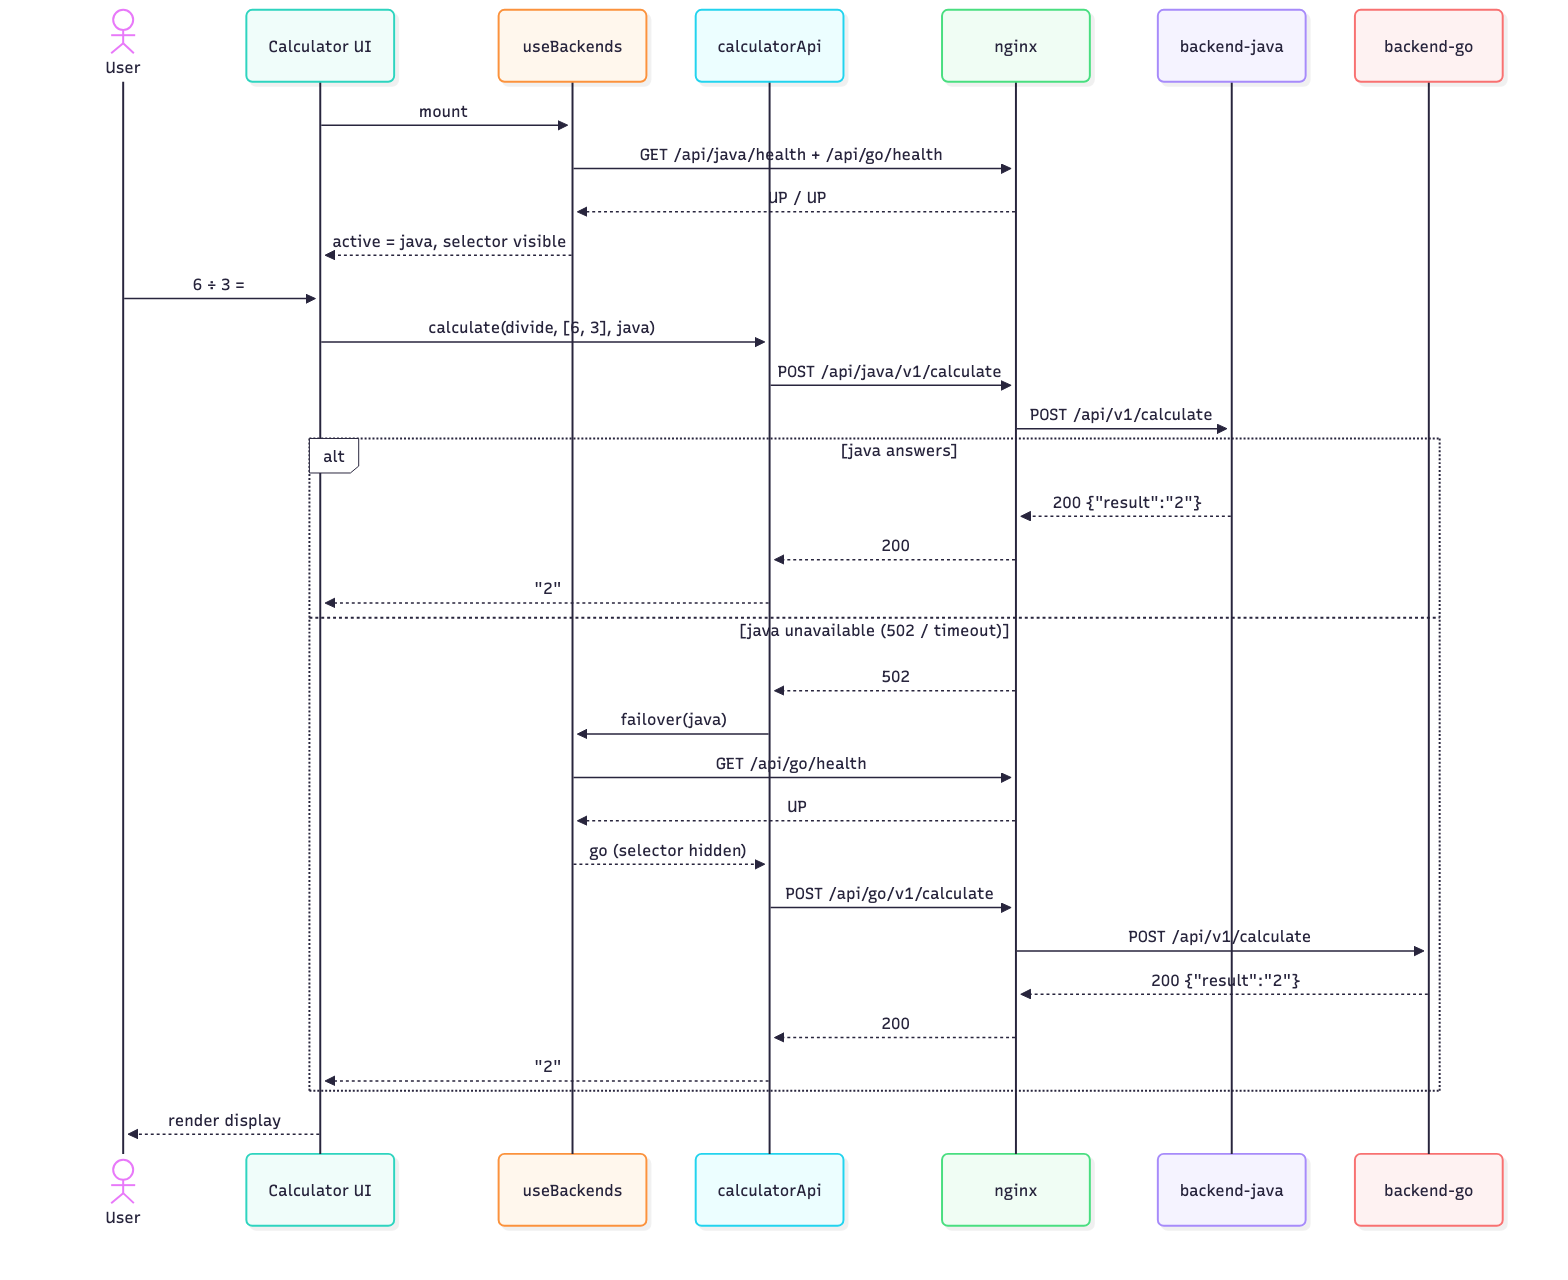 User
Calculator UI
useBackends
calculatorApi
nginx
backend-java
backend-go
mount
GET /api/java/health + /api/go/health
UP / UP
active = java, selector visible
6 ÷ 3 =
calculate(divide, [6, 3], java)
POST /api/java/v1/calculate
POST /api/v1/calculate
alt
[java answers]
200 {"result":"2"}
200
"2"
[java unavailable (502 / timeout)]
502
failover(java)
GET /api/go/health
UP
go (selector hidden)
POST /api/go/v1/calculate
POST /api/v1/calculate
200 {"result":"2"}
200
"2"
render display
User
Calculator UI
useBackends
calculatorApi
nginx
backend-java
backend-go